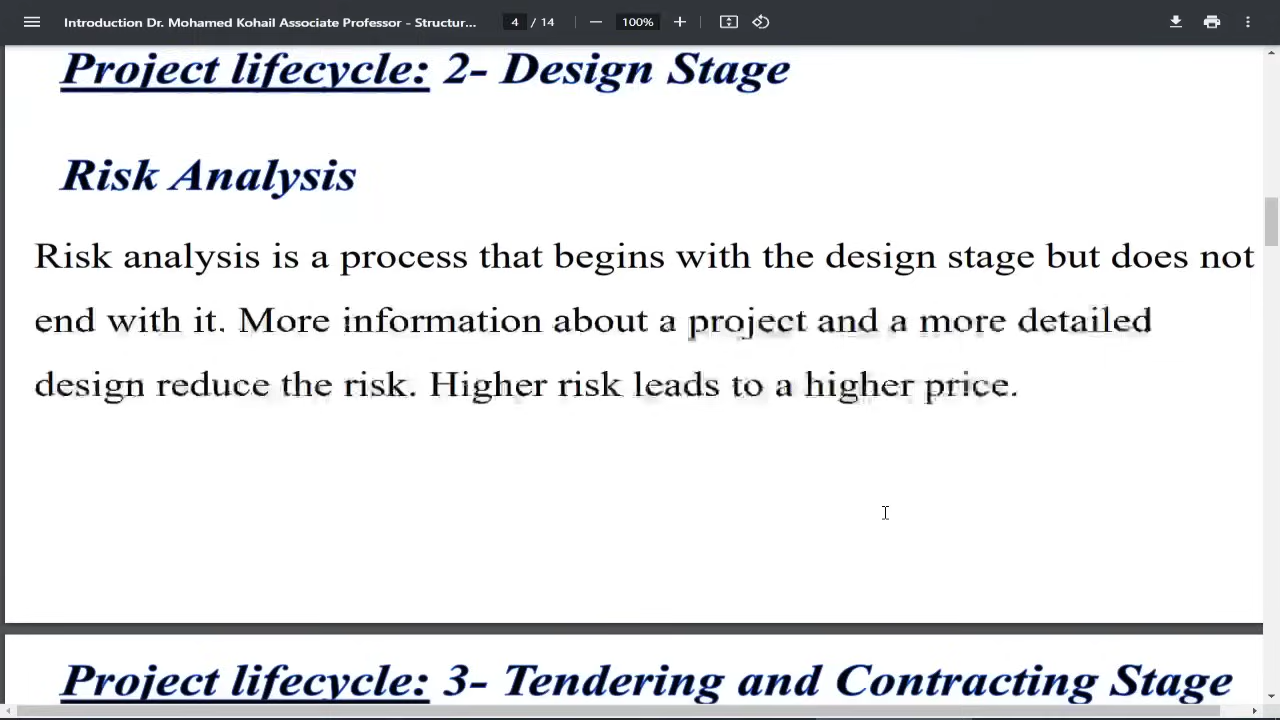 Introduction Dr. Mohamed Kohail Associate Professor - Structur...
4 / 14
100%
Project lifecycle: 2- Design Stage
Risk Analysis
Risk analysis is a process that begins with the design stage but does not
end with it. More information about a project and a more detailed
design reduce the risk. Higher risk leads to a higher price.
Project lifecycle: 3- Tendering and Contracting Stage